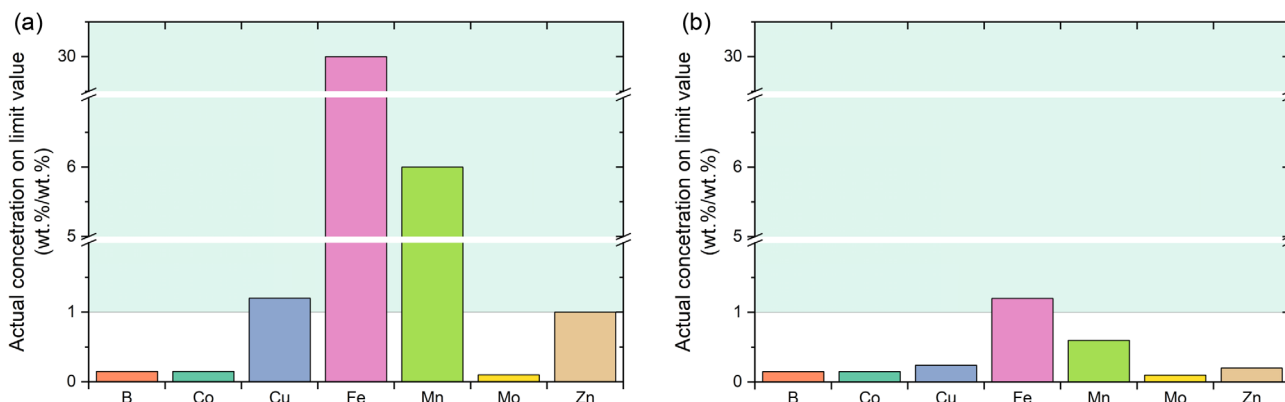 (a)
Actual concetration on limit value
(wt.%/wt.%)
30
6
5
1
0
B Co Cu Fe Mn Mo Zn
(b)
Actual concetration on limit value
(wt.%/wt.%)
30
6
5
1
0
B Co Cu Fe Mn Mo Zn